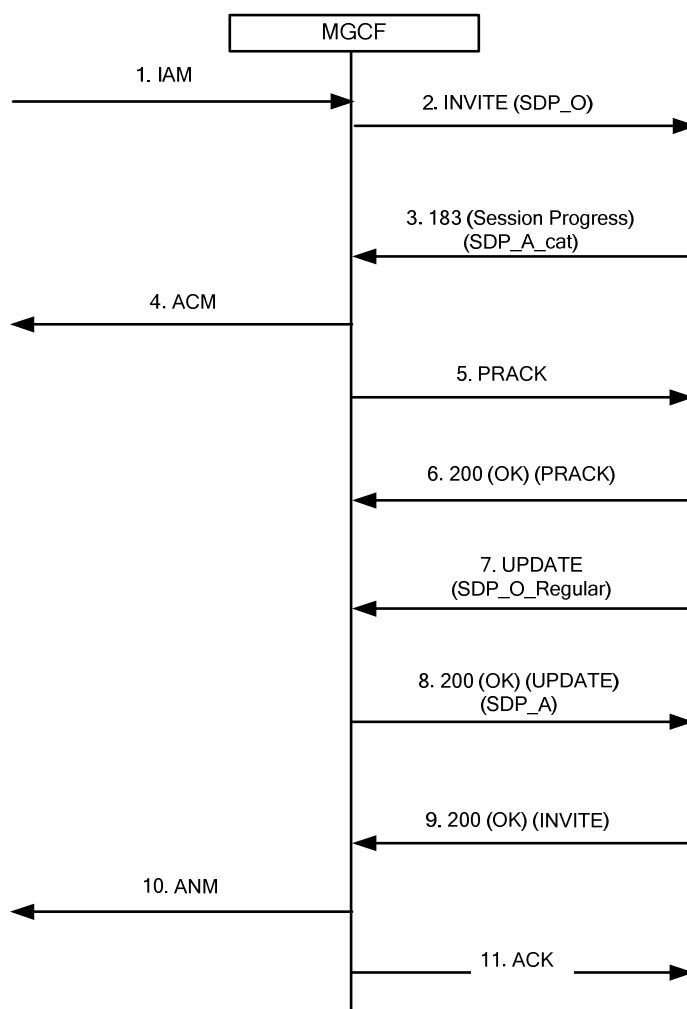 MGCF
1. IAM
2. INVITE (SDP_O)
3. 183 (Session Progress)
(SDP_A_cat)
4. ACM
5. PRACK
6. 200 (OK) (PRACK)
7. UPDATE
(SDP_O_Regular)
8. 200 (OK) (UPDATE)
(SDP_A)
9. 200 (OK) (INVITE)
10. ANM
11. ACK